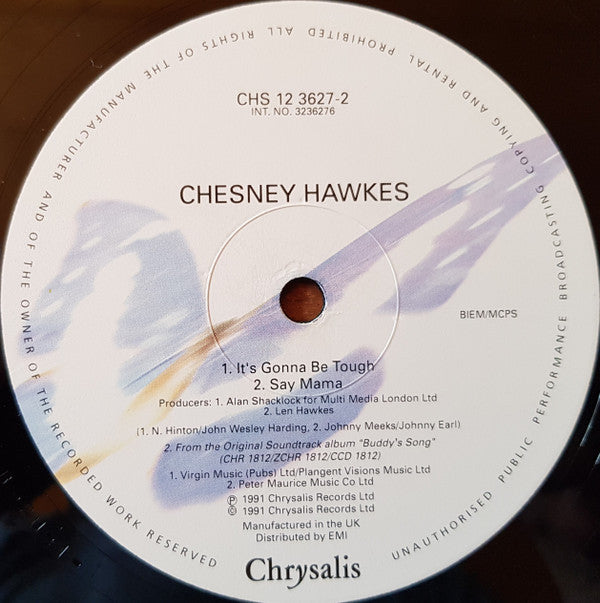 CHS 12 3627-2
INT. NO. 3236276
CHESNEY HAWKES
BIEM/MCPS
1. It's Gonna Be Tough
2. Say Mama
Producers: 1. Alan Shacklock for Multi Media London Ltd
2. Len Hawkes
(1. N. Hinton/John Wesley Harding, 2. Johnny Meeks/Johnny Earl)
2. From the Original Soundtrack album "Buddy's Song"
(CHR 1812/ZCHR 1812/CCD 1812)
1. Virgin Music (Pubs) Ltd/Plangent Visions Music Ltd
2. Peter Maurice Music Co Ltd
℗ 1991 Chrysalis Records Ltd
© 1991 Chrysalis Records Ltd
Manufactured in the UK
Distributed by EMI
Chrysalis
ALL RIGHTS OF THE MANUFACTURER AND OF THE OWNER OF THE RECORDED WORK RESERVED UNAUTHORISED PUBLIC PERFORMANCE BROADCASTING COPYING AND RENTAL PROHIBITED